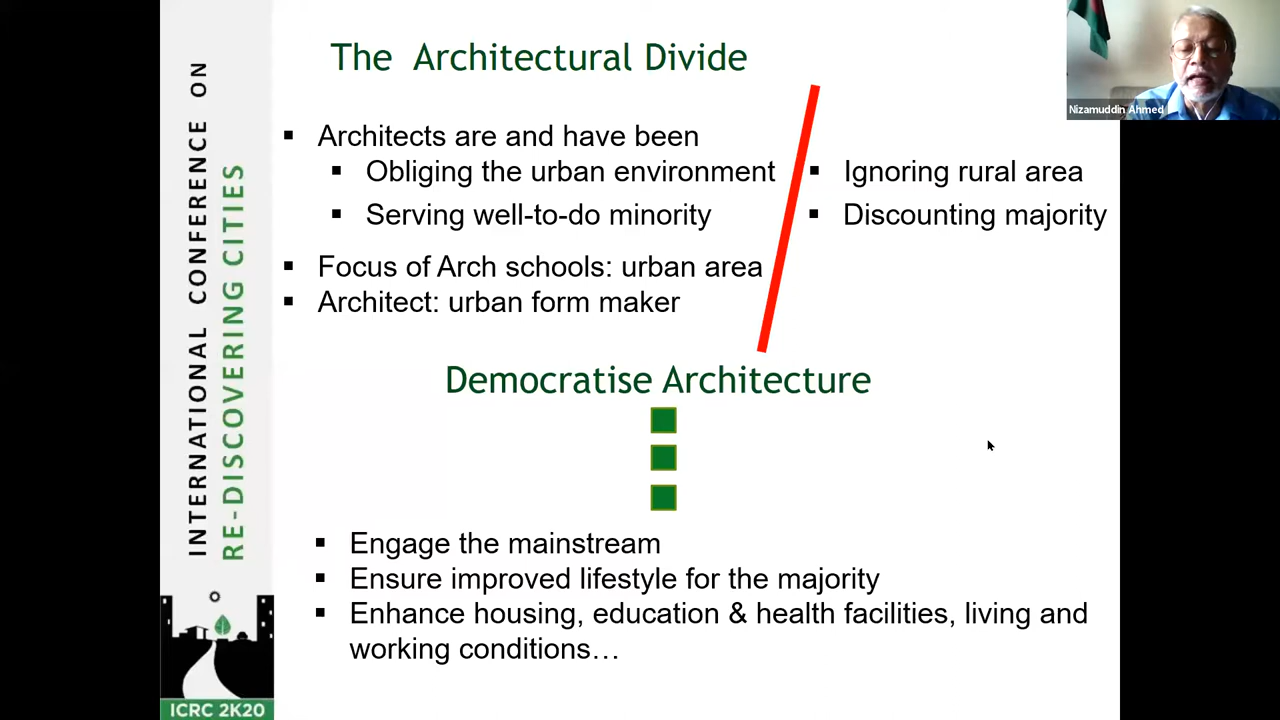 INTERNATIONAL CONFERENCE ON
RE-DISCOVERING CITIES
ICRC 2K20
The Architectural Divide
Architects are and have been
Obliging the urban environment
Ignoring rural area
Serving well-to-do minority
Discounting majority
Focus of Arch schools: urban area
Architect: urban form maker
Democratise Architecture
Engage the mainstream
Ensure improved lifestyle for the majority
Enhance housing, education & health facilities, living and
working conditions…
Nizamuddin Ahmed